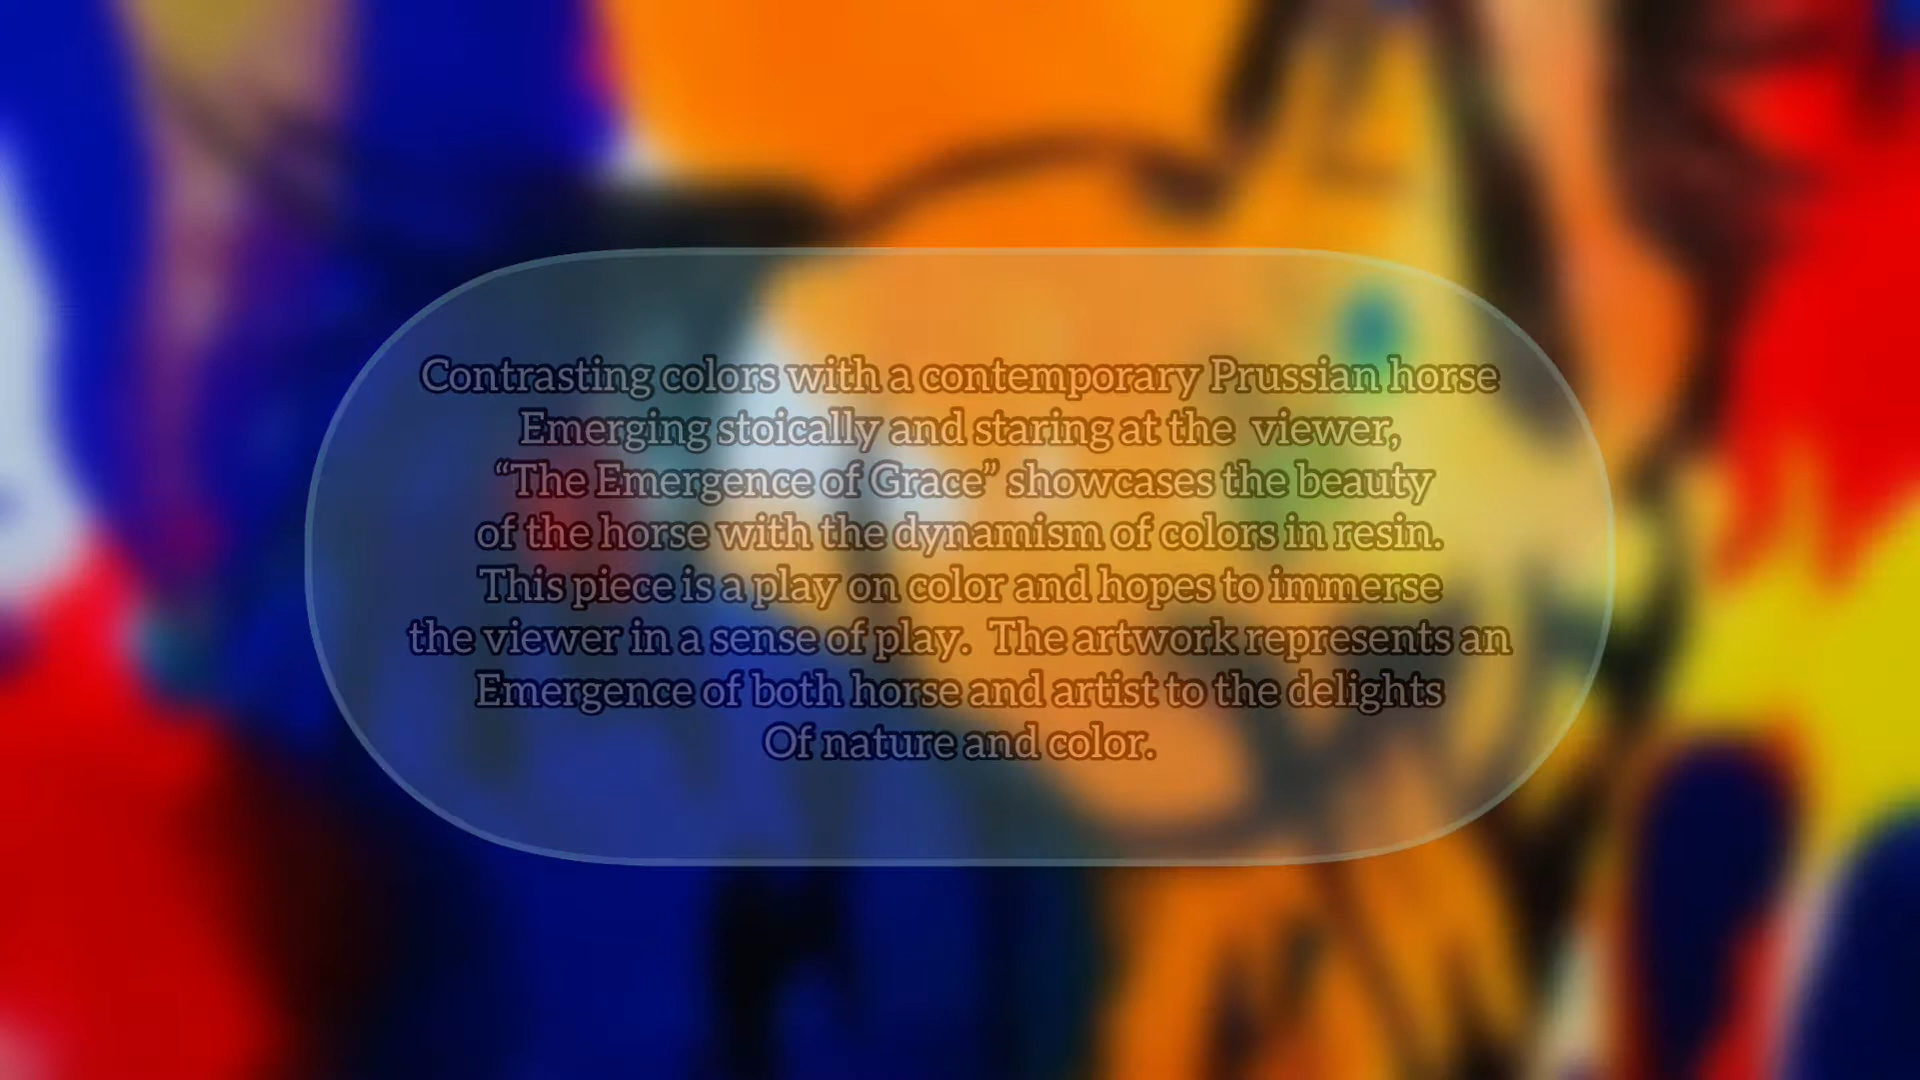 Contrasting colors with a contemporary Prussian horse
Emerging stoically and staring at the  viewer,
“The Emergence of Grace” showcases the beauty
of the horse with the dynamism of colors in resin.
This piece is a play on color and hopes to immerse
the viewer in a sense of play.  The artwork represents an
Emergence of both horse and artist to the delights
Of nature and color.